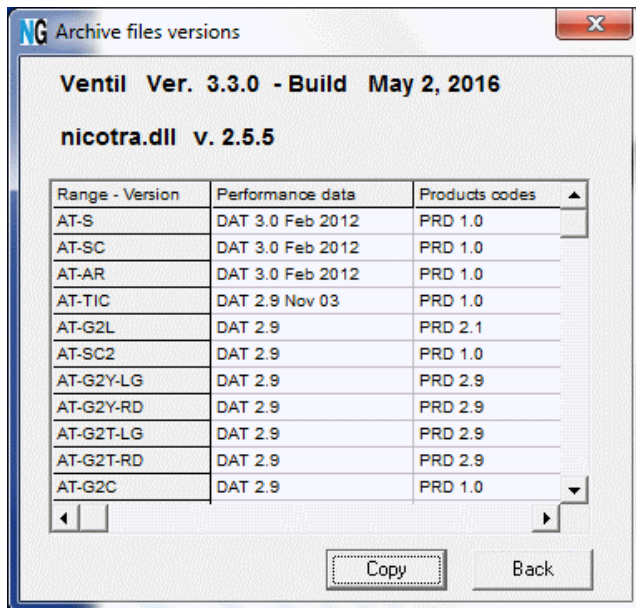 NG Archive files versions
Ventil Ver. 3.3.0 - Build May 2, 2016
nicotra.dll v. 2.5.5
Range - Version Performance data Products codes
AT-S DAT 3.0 Feb 2012 PRD 1.0
AT-SC DAT 3.0 Feb 2012 PRD 1.0
AT-AR DAT 3.0 Feb 2012 PRD 1.0
AT-TIC DAT 2.9 Nov 03 PRD 1.0
AT-G2L DAT 2.9 PRD 2.1
AT-SC2 DAT 2.9 PRD 1.0
AT-G2Y-LG DAT 2.9 PRD 2.9
AT-G2Y-RD DAT 2.9 PRD 2.9
AT-G2T-LG DAT 2.9 PRD 2.9
AT-G2T-RD DAT 2.9 PRD 2.9
AT-G2C DAT 2.9 PRD 1.0
Copy Back